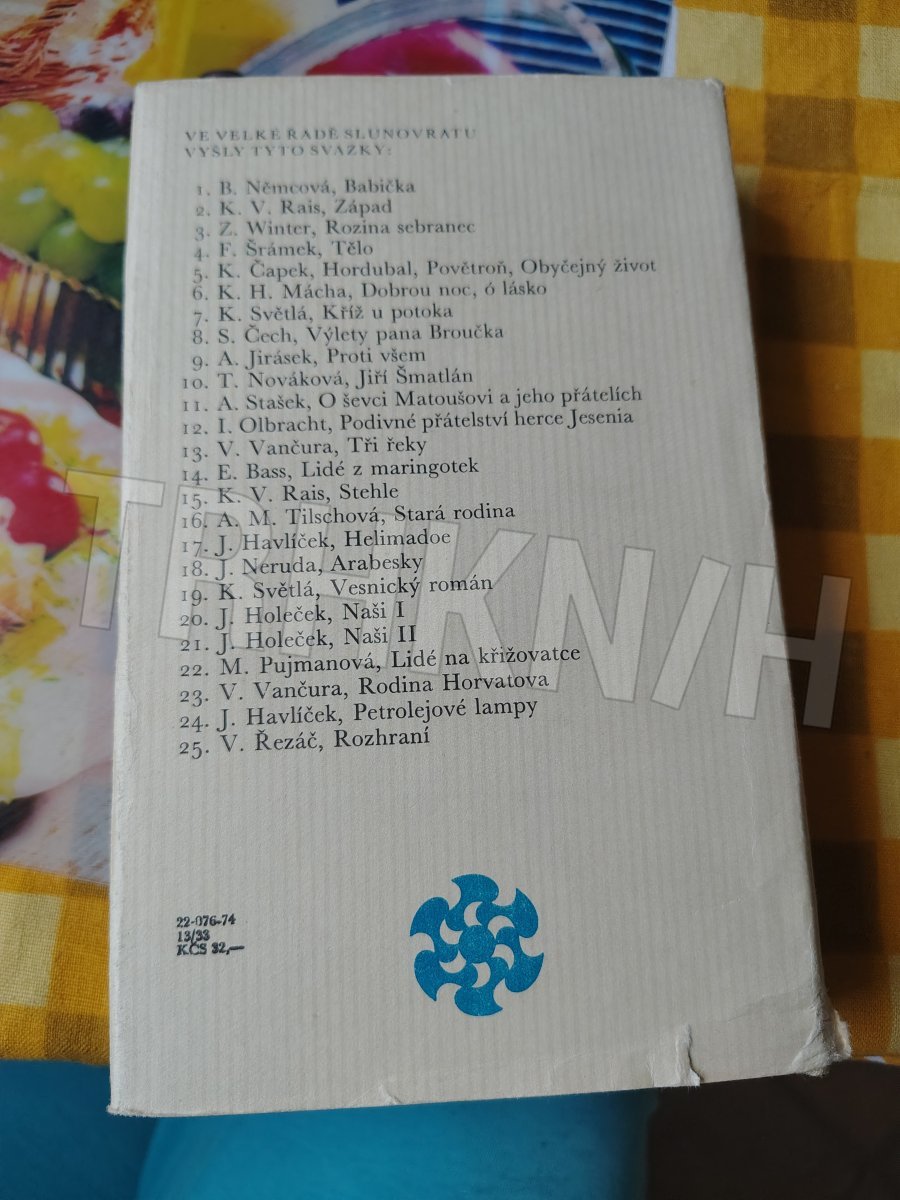 VE VELKÉ ŘADĚ SLUNOVRATU
VYŠLY TYTO SVAZKY:
1. B. Němcová, Babička
2. K. V. Rais, Západ
3. Z. Winter, Rozina sebranec
4. F. Šrámek, Tělo
5. K. Čapek, Hordubal, Povětroň, Obyčejný život
6. K. H. Mácha, Dobrou noc, ó lásko
7. K. Světlá, Kříž u potoka
8. S. Čech, Výlety pana Broučka
9. A. Jirásek, Proti všem
10. T. Nováková, Jiří Šmatlán
11. A. Stašek, O ševci Matoušovi a jeho přátelích
12. I. Olbracht, Podivné přátelství herce Jesenia
13. V. Vančura, Tři řeky
14. E. Bass, Lidé z maringotek
15. K. V. Rais, Stehle
16. A. M. Tilschová, Stará rodina
17. J. Havlíček, Helimadoe
18. J. Neruda, Arabesky
19. K. Světlá, Vesnický román
20. J. Holeček, Naši I
21. J. Holeček, Naši II
22. M. Pujmanová, Lidé na křižovatce
23. V. Vančura, Rodina Horvatova
24. J. Havlíček, Petrolejové lampy
25. V. Řezáč, Rozhraní
TRHKNIH
22-076-74
13/33
KČS 32,—